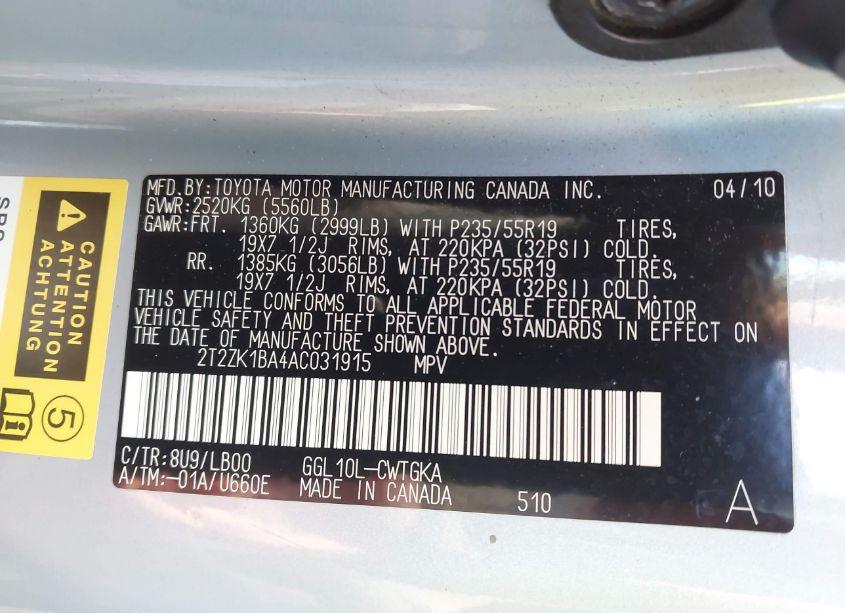 MFD.BY:TOYOTA MOTOR MANUFACTURING CANADA INC. 04/10
GVWR:2520KG (5560LB)
GAWR:FRT. 1360KG (2999LB) WITH P235/55R19 TIRES,
19X7 1/2J RIMS, AT 220KPA (32PSI) COLD.
RR. 1385KG (3056LB) WITH P235/55R19 TIRES,
19X7 1/2J RIMS, AT 220KPA (32PSI) COLD.
THIS VEHICLE CONFORMS TO ALL APPLICABLE FEDERAL MOTOR
VEHICLE SAFETY AND THEFT PREVENTION STANDARDS IN EFFECT ON
THE DATE OF MANUFACTURE SHOWN ABOVE.
2T2ZK1BA4AC031915 MPV
C/TR:8U9/LB00 GGL10L-CWTGKA
A/TM:-01A/U660E MADE IN CANADA 510 A
CAUTION
ATTENTION
ACHTUNG
5